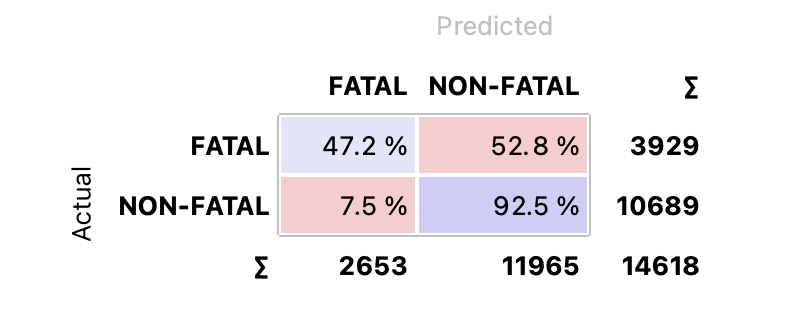 Predicted
FATAL NON-FATAL Σ
FATAL 47.2 % 52.8 % 3929
Actual
NON-FATAL 7.5 % 92.5 % 10689
Σ 2653 11965 14618